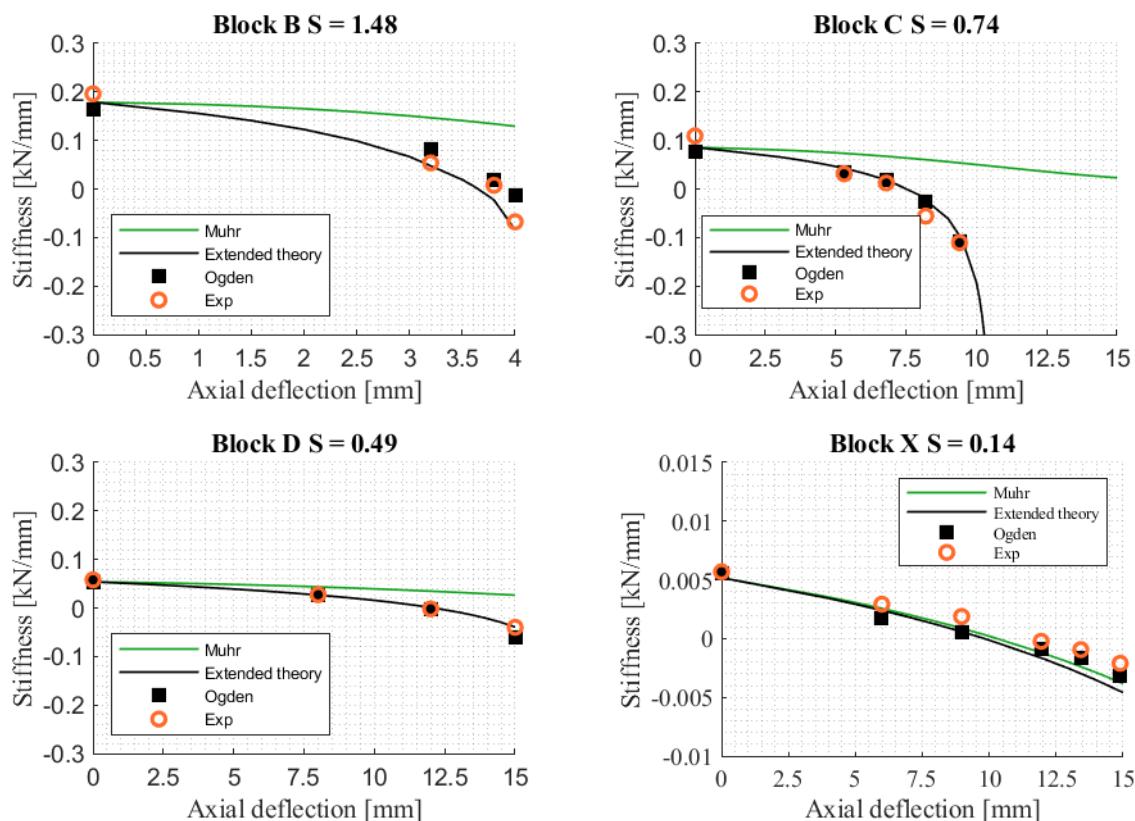 Block B S = 1.48
0.3
0.2
0.1
0
-0.1
-0.2
-0.3
Stiffness [kN/mm]
Muhr
Extended theory
Ogden
Exp
0 0.5 1 1.5 2 2.5 3 3.5 4
Axial deflection [mm]
Block C S = 0.74
0.3
0.2
0.1
0
-0.1
-0.2
-0.3
Stiffness [kN/mm]
Muhr
Extended theory
Ogden
Exp
0 2.5 5 7.5 10 12.5 15
Axial deflection [mm]
Block D S = 0.49
0.3
0.2
0.1
0
-0.1
-0.2
-0.3
Stiffness [kN/mm]
Muhr
Extended theory
Ogden
Exp
0 2.5 5 7.5 10 12.5 15
Axial deflection [mm]
Block X S = 0.14
0.015
0.01
0.005
0
-0.005
-0.01
Stiffness [kN/mm]
Muhr
Extended theory
Ogden
Exp
0 2.5 5 7.5 10 12.5 15
Axial deflection [mm]